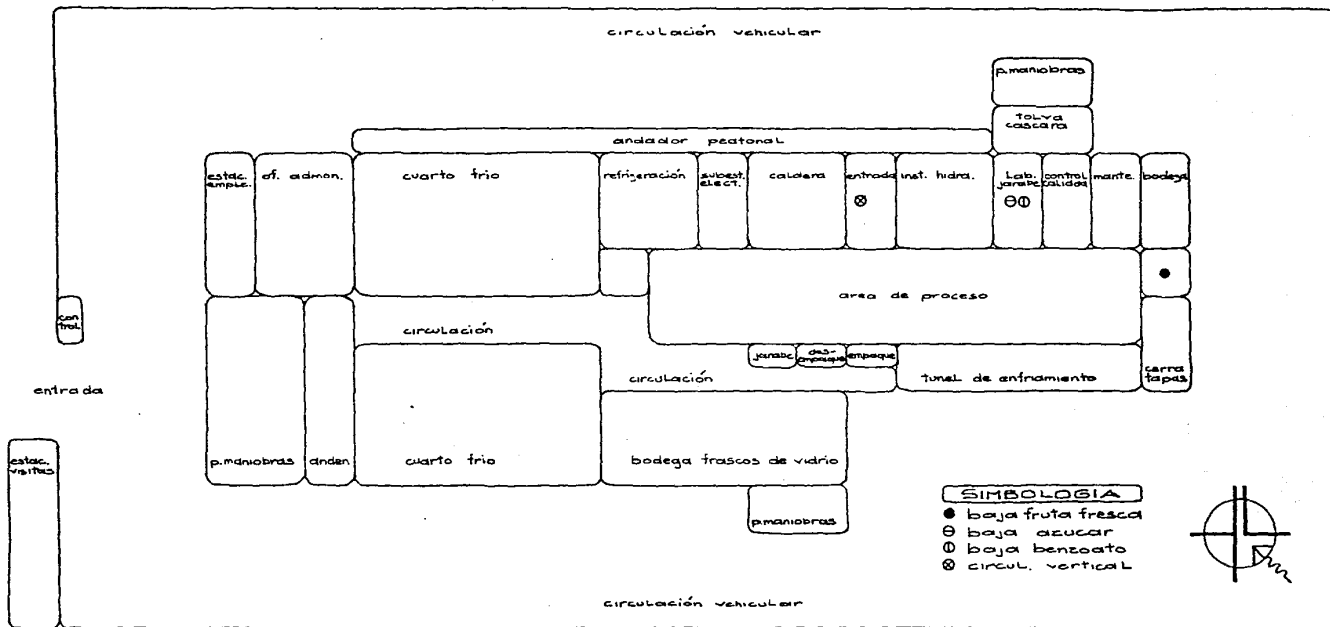 circulación vehicular
p.maniobras
tolva
cascara
andador peatonal
estac.
emple.
of. admon.
cuarto frio
refrigeración
subest.
elect.
caldera
entrada
inst. hidra.
Lab.
jarabe
control
calidad
mante.
bodega
area de proceso
con
trol
circulación
jarabe
des-
empaque
empaque
circulación
tunel de enfriamiento
cerra
tapas
entrada
estac.
visitas
p.maniobras
anden
cuarto frio
bodega frascos de vidrio
p.maniobras
SIMBOLOGIA
baja fruta fresca
baja azucar
baja benzoato
circul. vertical
circulación vehicular